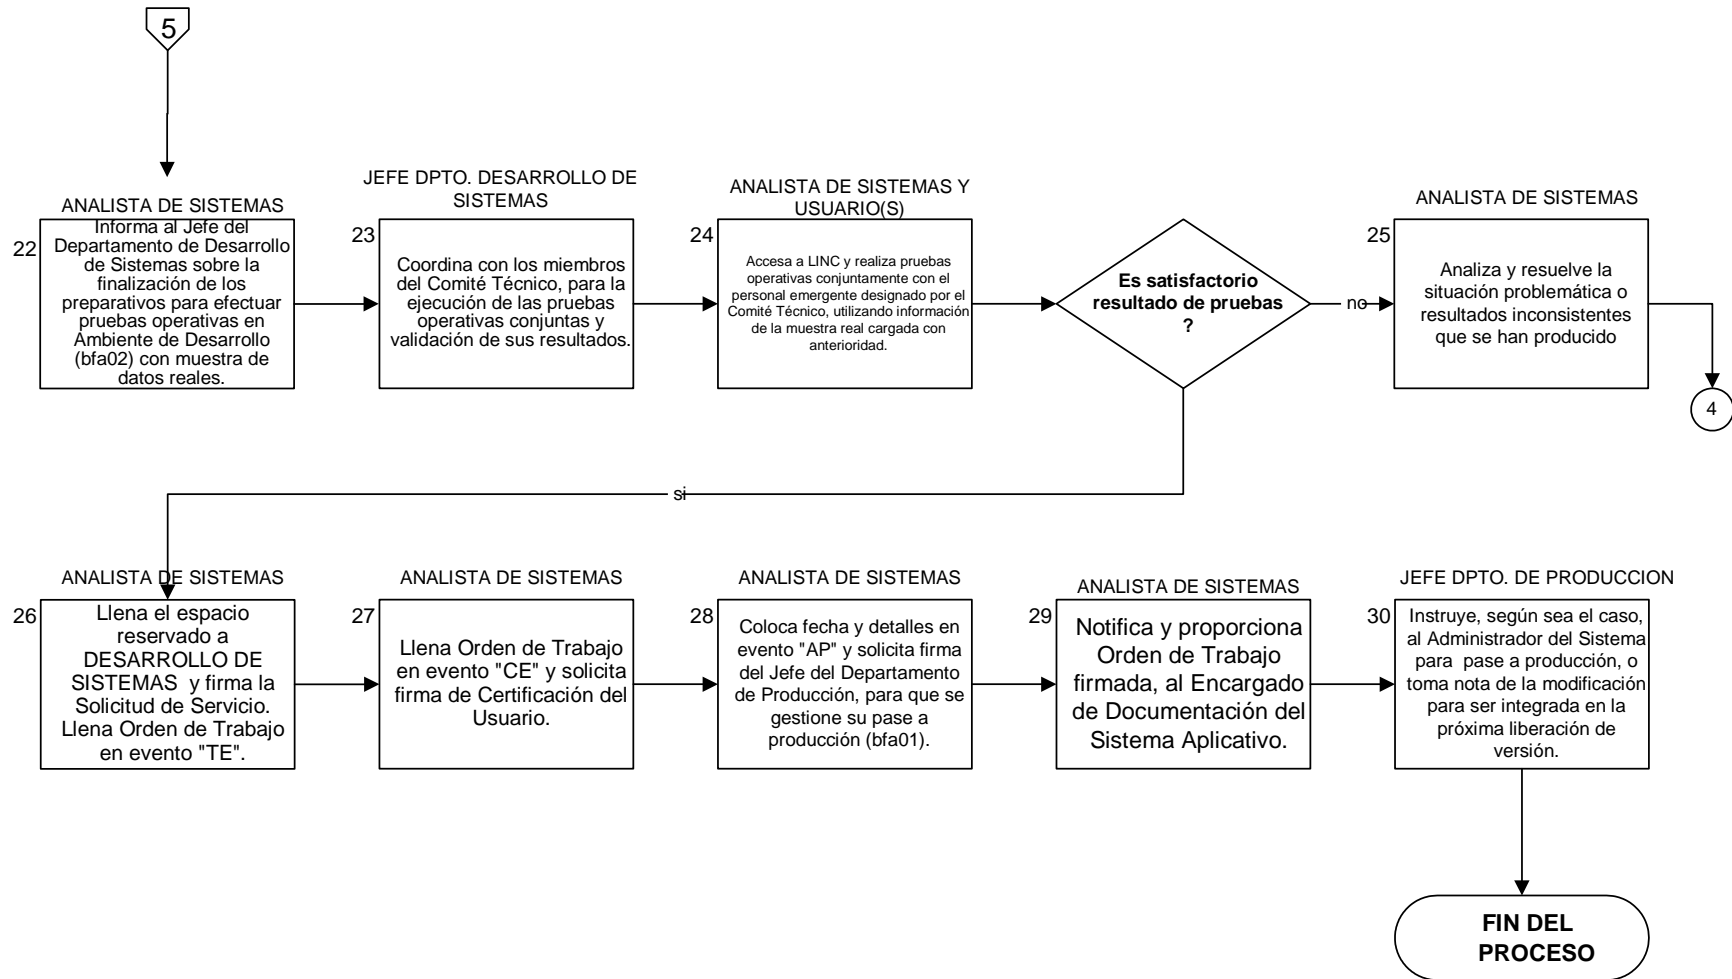 5
ANALISTA DE SISTEMAS
22
Informa al Jefe del
Departamento de Desarrollo
de Sistemas sobre la
finalización de los
preparativos para efectuar
pruebas operativas en
Ambiente de Desarrollo
(bfa02) con muestra de
datos reales.
JEFE DPTO. DESARROLLO DE
SISTEMAS
23
Coordina con los miembros
del Comité Técnico, para la
ejecución de las pruebas
operativas conjuntas y
validación de sus resultados.
ANALISTA DE SISTEMAS Y
USUARIO(S)
24
Accesa a LINC y realiza pruebas
operativas conjuntamente con el
personal emergente designado por el
Comité Técnico, utilizando información
de la muestra real cargada con
anterioridad.
Es satisfactorio
resultado de pruebas
?
no
ANALISTA DE SISTEMAS
25
Analiza y resuelve la
situación problemática o
resultados inconsistentes
que se han producido
4
si
ANALISTA DE SISTEMAS
26
Llena el espacio
reservado a
DESARROLLO DE
SISTEMAS y firma la
Solicitud de Servicio.
Llena Orden de Trabajo
en evento "TE".
ANALISTA DE SISTEMAS
27
Llena Orden de Trabajo
en evento "CE" y solicita
firma de Certificación del
Usuario.
ANALISTA DE SISTEMAS
28
Coloca fecha y detalles en
evento "AP" y solicita firma
del Jefe del Departamento
de Producción, para que se
gestione su pase a
producción (bfa01).
ANALISTA DE SISTEMAS
29
Notifica y proporciona
Orden de Trabajo
firmada, al Encargado
de Documentación del
Sistema Aplicativo.
JEFE DPTO. DE PRODUCCION
30
Instruye, según sea el caso,
al Administrador del Sistema
para pase a producción, o
toma nota de la modificación
para ser integrada en la
próxima liberación de
versión.
FIN DEL
PROCESO